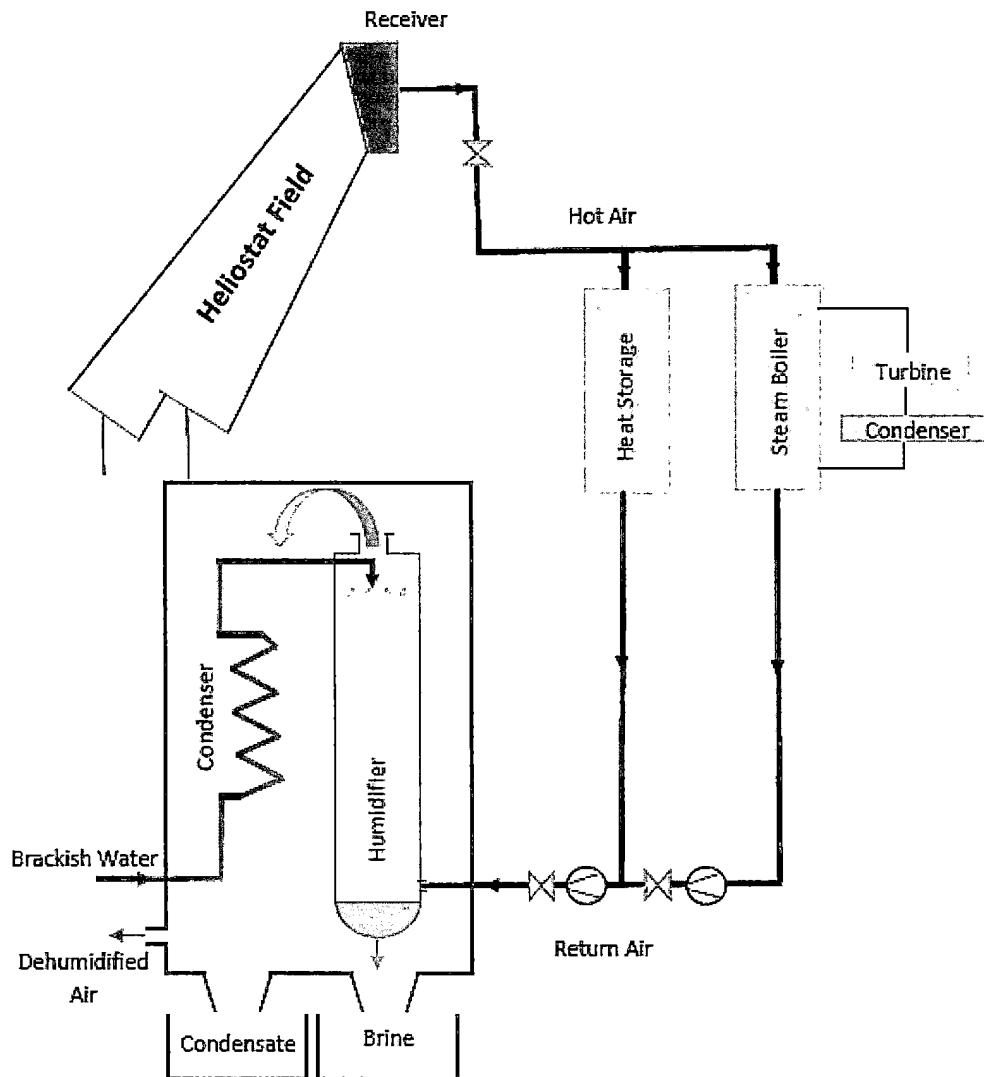 Receiver
Heliostat Field
Hot Air
Heat Storage
Steam Boiler
Turbine
Condenser
Condenser
Humidifier
Brackish Water
Dehumidified
Air
Return Air
Condensate
Brine